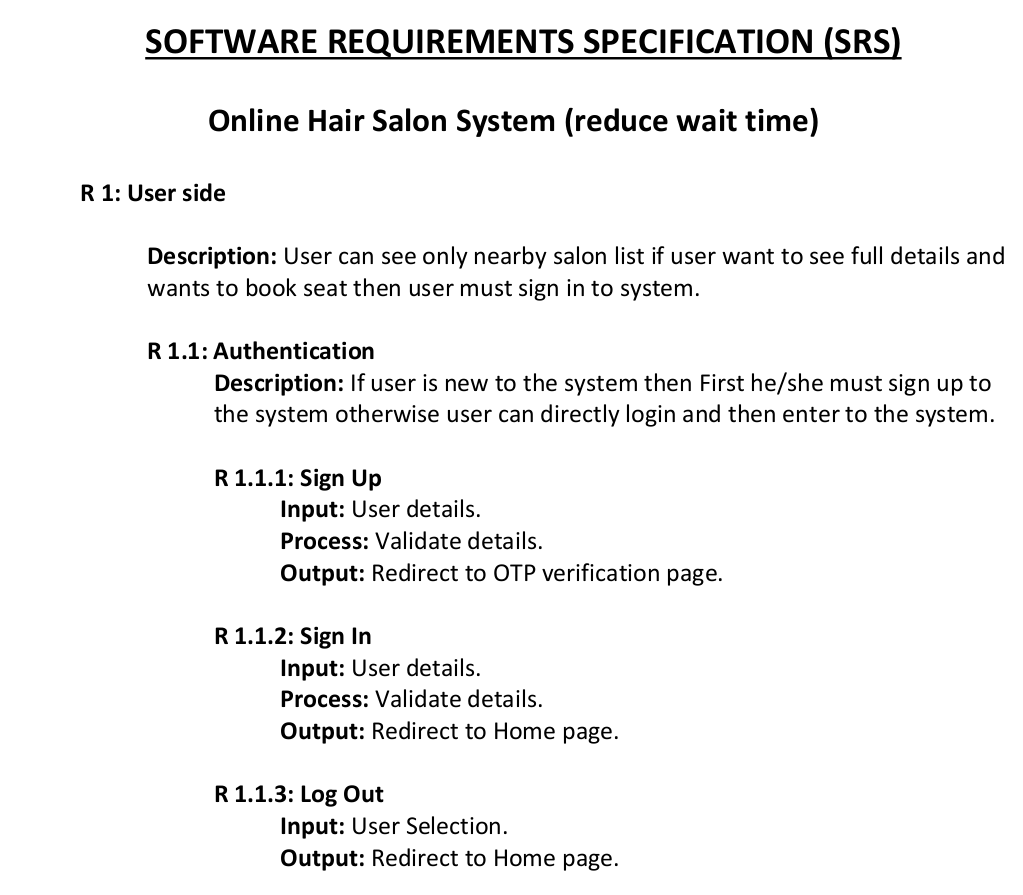 SOFTWARE REQUIREMENTS SPECIFICATION (SRS)
Online Hair Salon System (reduce wait time)
R 1: User side
Description: User can see only nearby salon list if user want to see full details and
wants to book seat then user must sign in to system.
R 1.1: Authentication
Description: If user is new to the system then First he/she must sign up to
the system otherwise user can directly login and then enter to the system.
R 1.1.1: Sign Up
Input: User details.
Process: Validate details.
Output: Redirect to OTP verification page.
R 1.1.2: Sign In
Input: User details.
Process: Validate details.
Output: Redirect to Home page.
R 1.1.3: Log Out
Input: User Selection.
Output: Redirect to Home page.